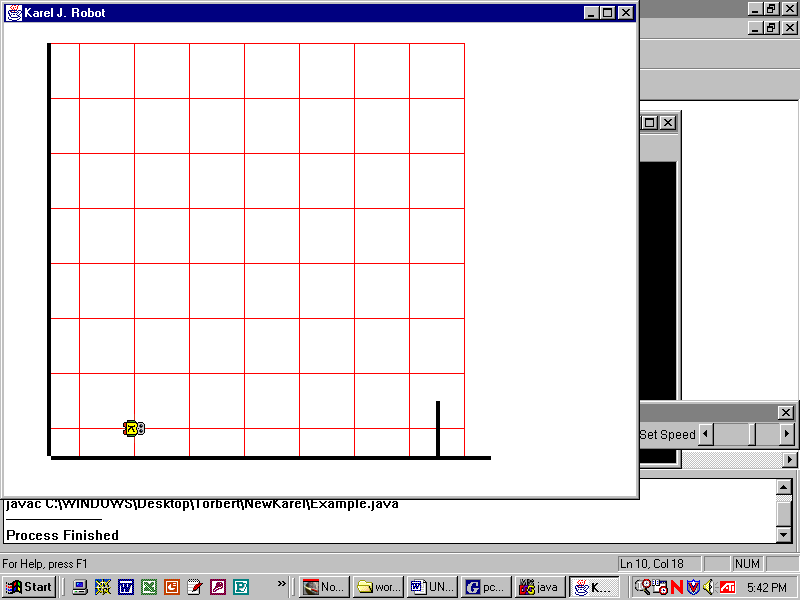 Karel J. Robot
Set Speed
javac C:\WINDOWS\Desktop\Torbert\NewKarel\Example.java
Process Finished
For Help, press F1
Ln 10, Col 18
NUM
Start
»
No...
wor...
UN...
pc...
java
K...
5:42 PM